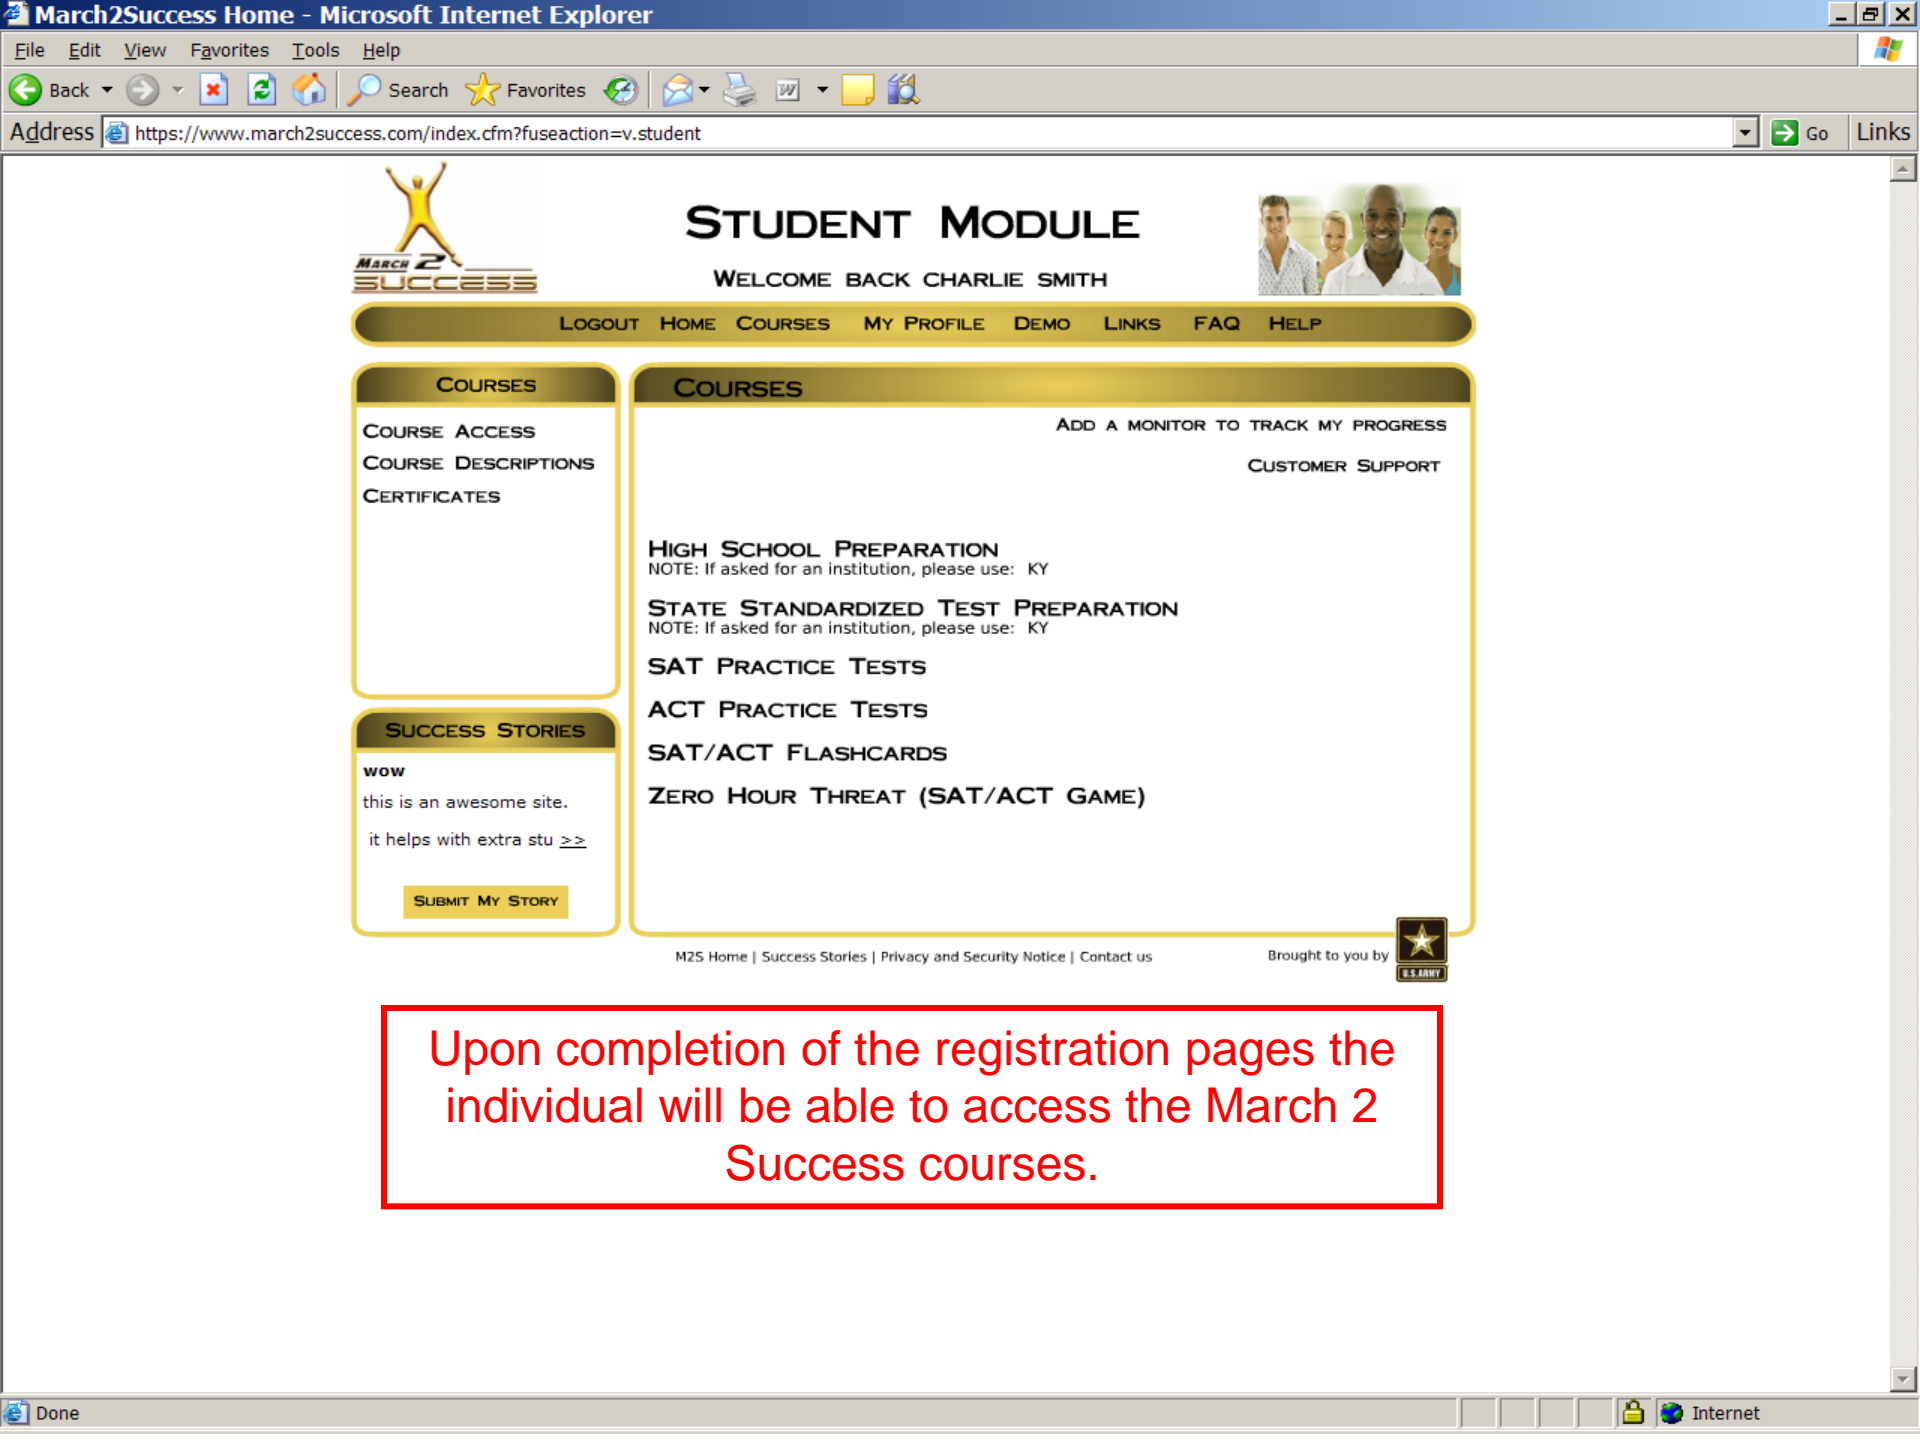 March2Success Home - Microsoft Internet Explorer
File Edit View Favorites Tools Help
Back Search Favorites
Address https://www.march2success.com/index.cfm?fuseaction=v.student Go Links
MARCH 2
SUCCESS
STUDENT MODULE
WELCOME BACK CHARLIE SMITH
LOGOUT HOME COURSES MY PROFILE DEMO LINKS FAQ HELP
COURSES
COURSE ACCESS
COURSE DESCRIPTIONS
CERTIFICATES
SUCCESS STORIES
wow
this is an awesome site.
it helps with extra stu >>
SUBMIT MY STORY
COURSES
ADD A MONITOR TO TRACK MY PROGRESS
CUSTOMER SUPPORT
HIGH SCHOOL PREPARATION
NOTE: If asked for an institution, please use: KY
STATE STANDARDIZED TEST PREPARATION
NOTE: If asked for an institution, please use: KY
SAT PRACTICE TESTS
ACT PRACTICE TESTS
SAT/ACT FLASHCARDS
ZERO HOUR THREAT (SAT/ACT GAME)
M2S Home | Success Stories | Privacy and Security Notice | Contact us
Brought to you by
U.S.ARMY
Upon completion of the registration pages the
individual will be able to access the March 2
Success courses.
Done Internet